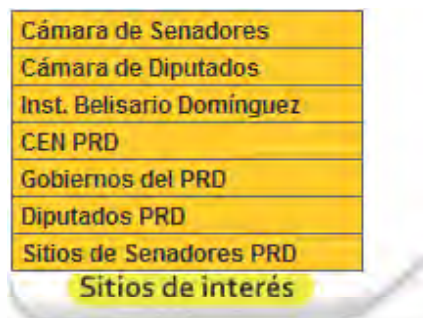 Cámara de Senadores
Cámara de Diputados
Inst. Belisario Domínguez
CEN PRD
Gobiernos del PRD
Diputados PRD
Sitios de Senadores PRD
Sitios de interés